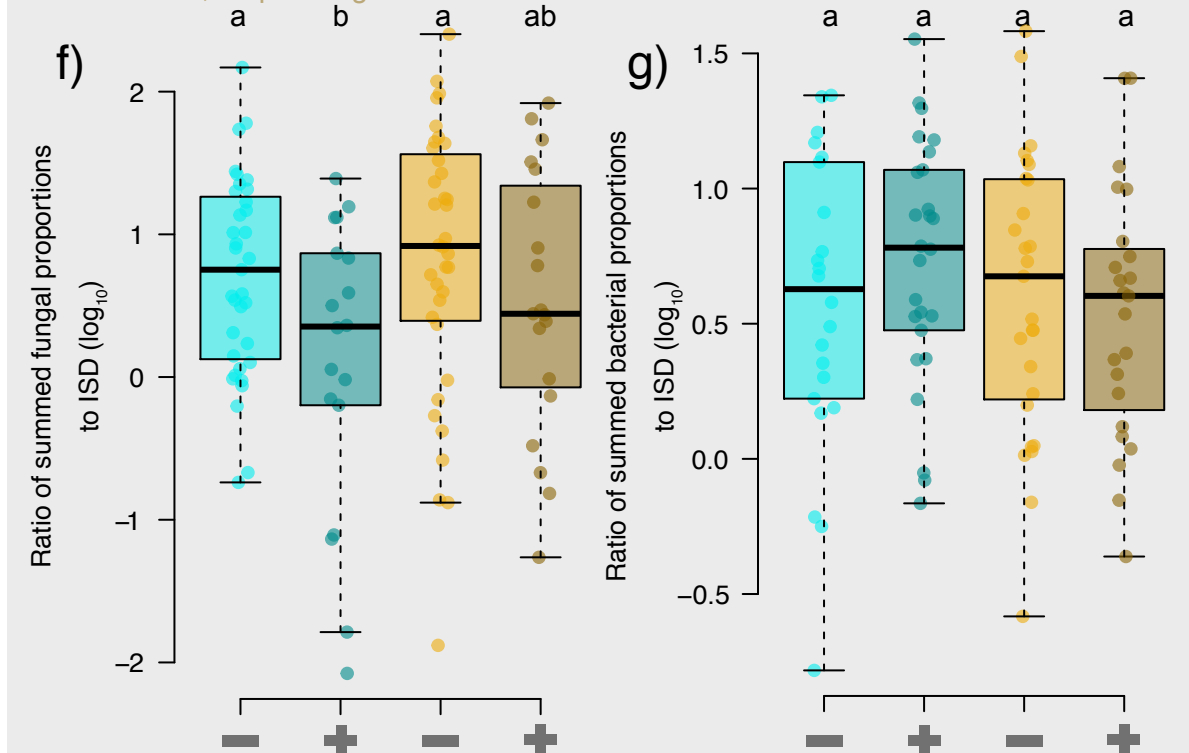 a b a ab
f)
Ratio of summed fungal proportions
to ISD (log10)
2
1
0
−1
−2
− + − +
a a a a
g)
Ratio of summed bacterial proportions
to ISD (log10)
1.5
1.0
0.5
0.0
−0.5
− + − +